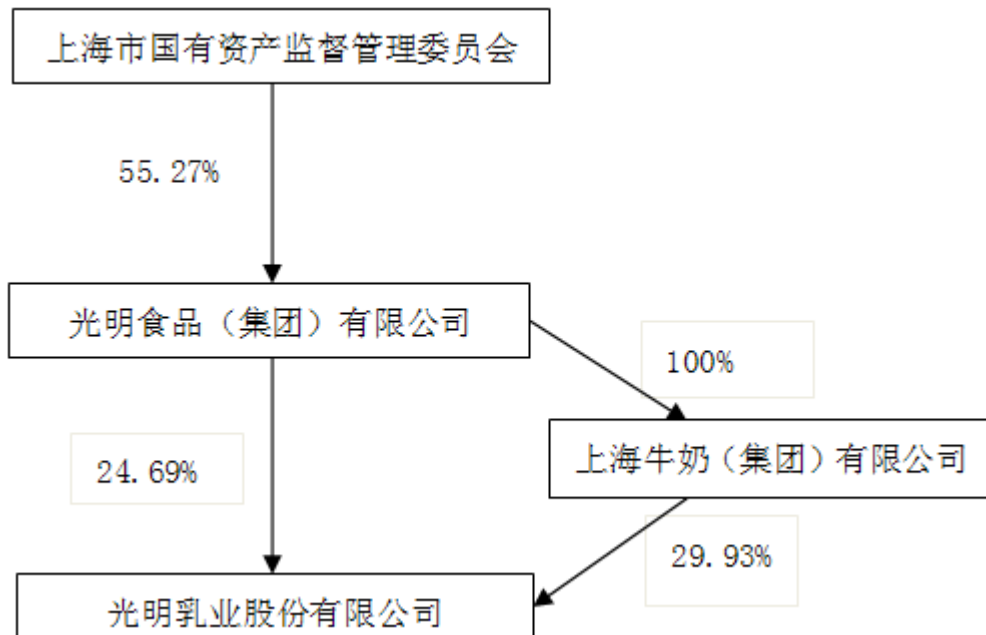 上海市国有资产监督管理委员会
55.27%
光明食品（集团）有限公司
100%
24.69%
上海牛奶（集团）有限公司
29.93%
光明乳业股份有限公司